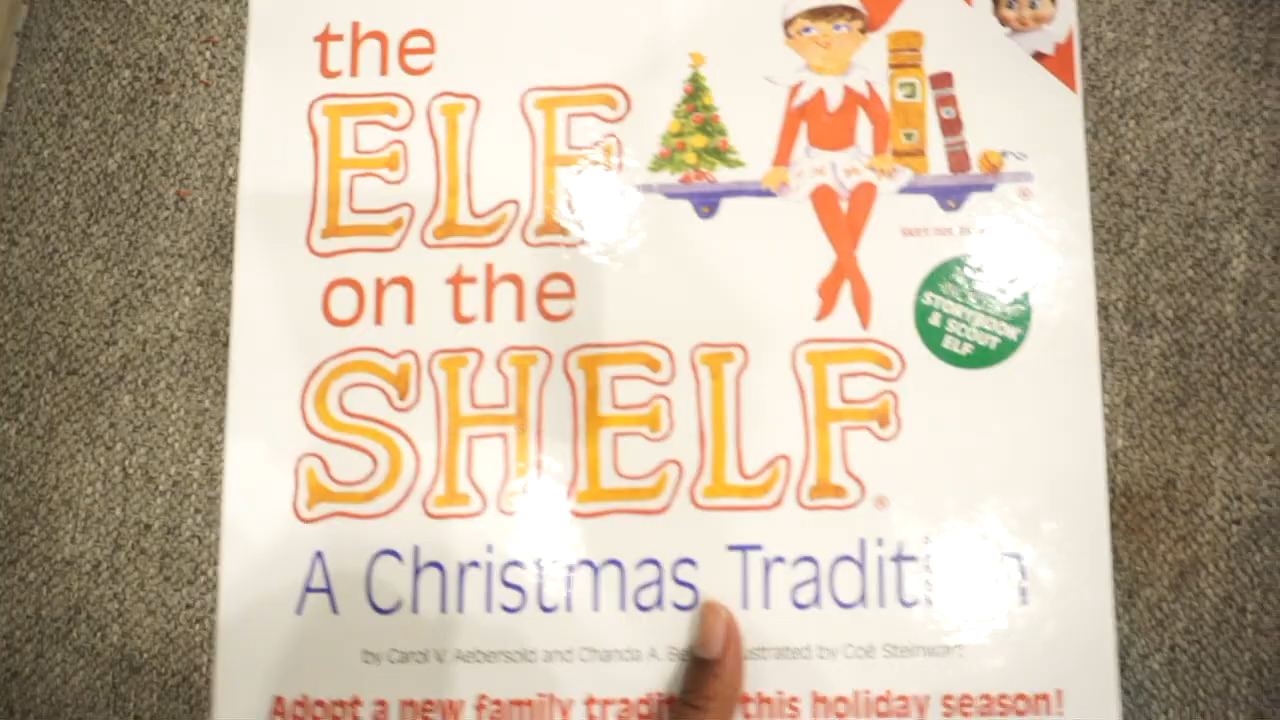 the
ELF
on the
SHELF
A Christmas Tradition
by Carol V. Aebersold and Chanda A. illustrated by Coë Steinwart
Adopt a new family tradition this holiday season!
STORYBOOK
& SCOUT
ELF